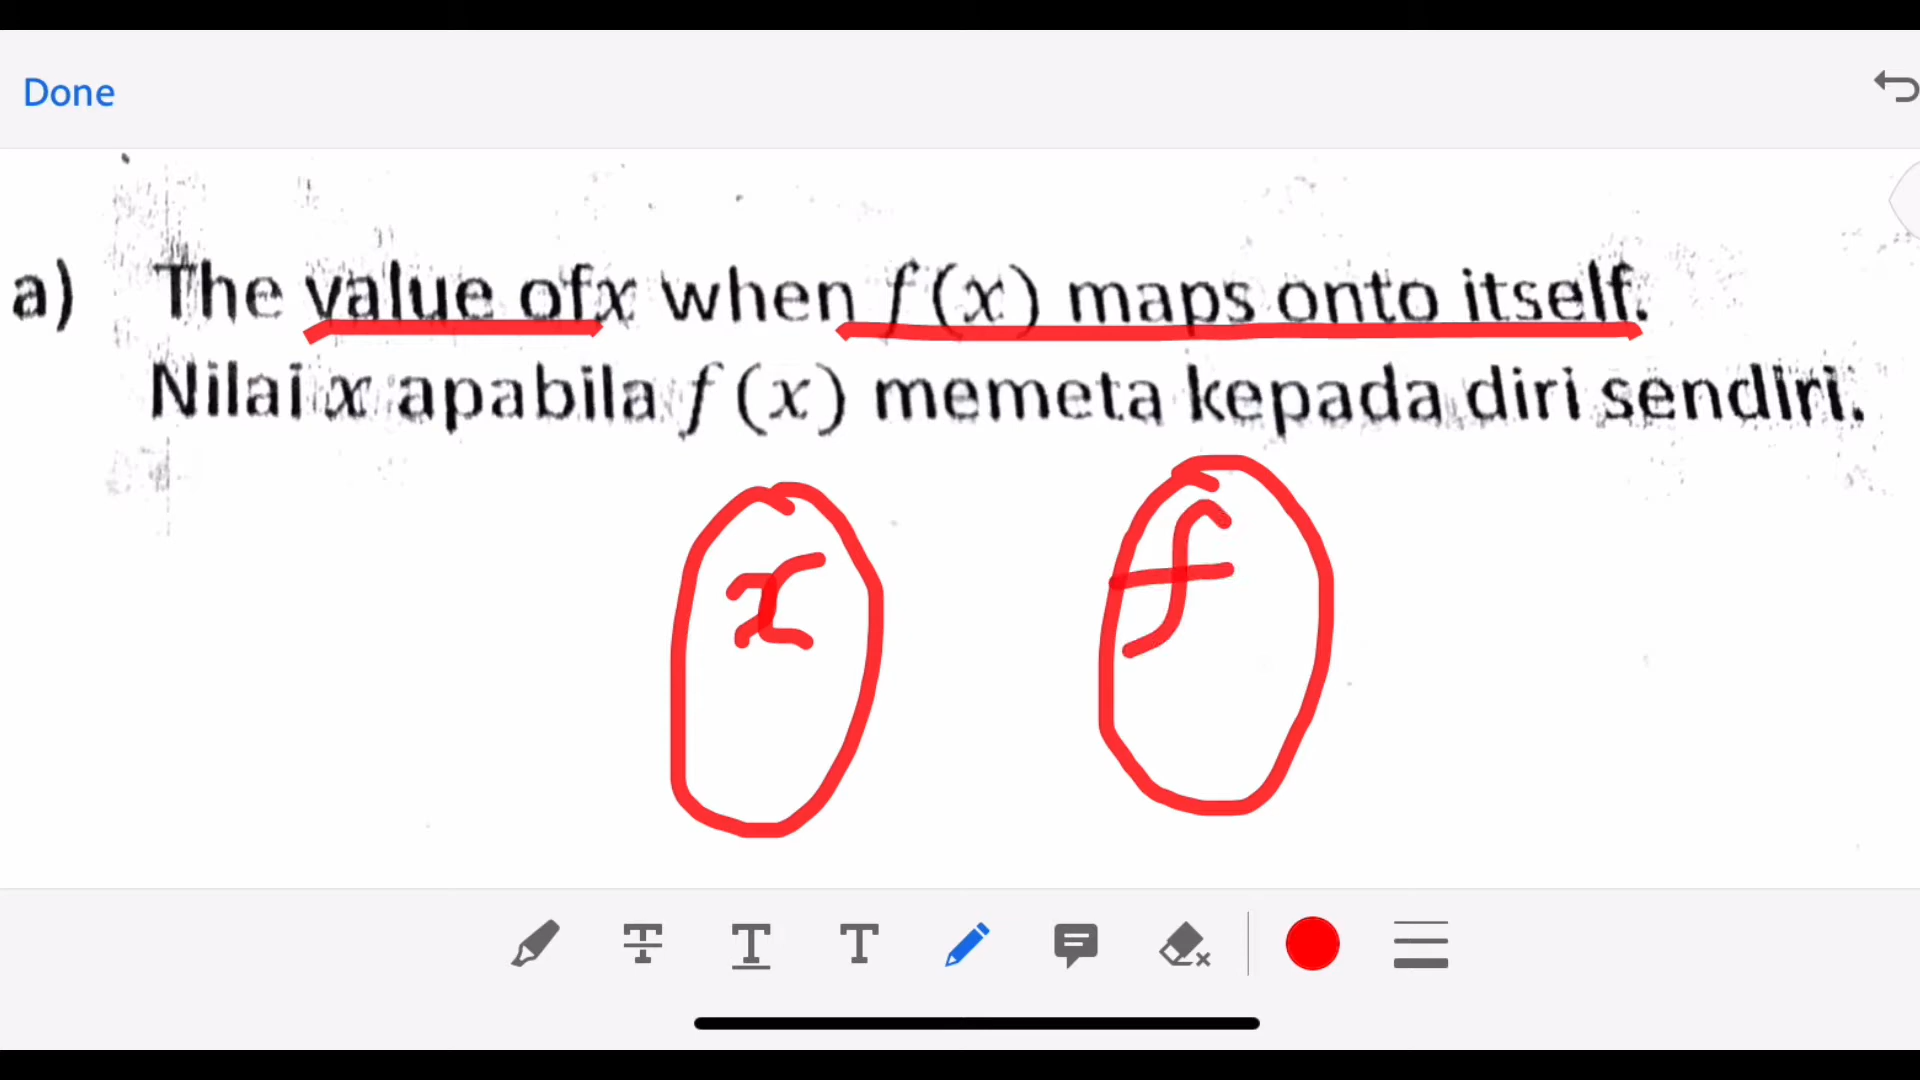 Done
a) The value of x when f(x) maps onto itself.
Nilai x apabila f(x) memeta kepada diri sendiri.
x f